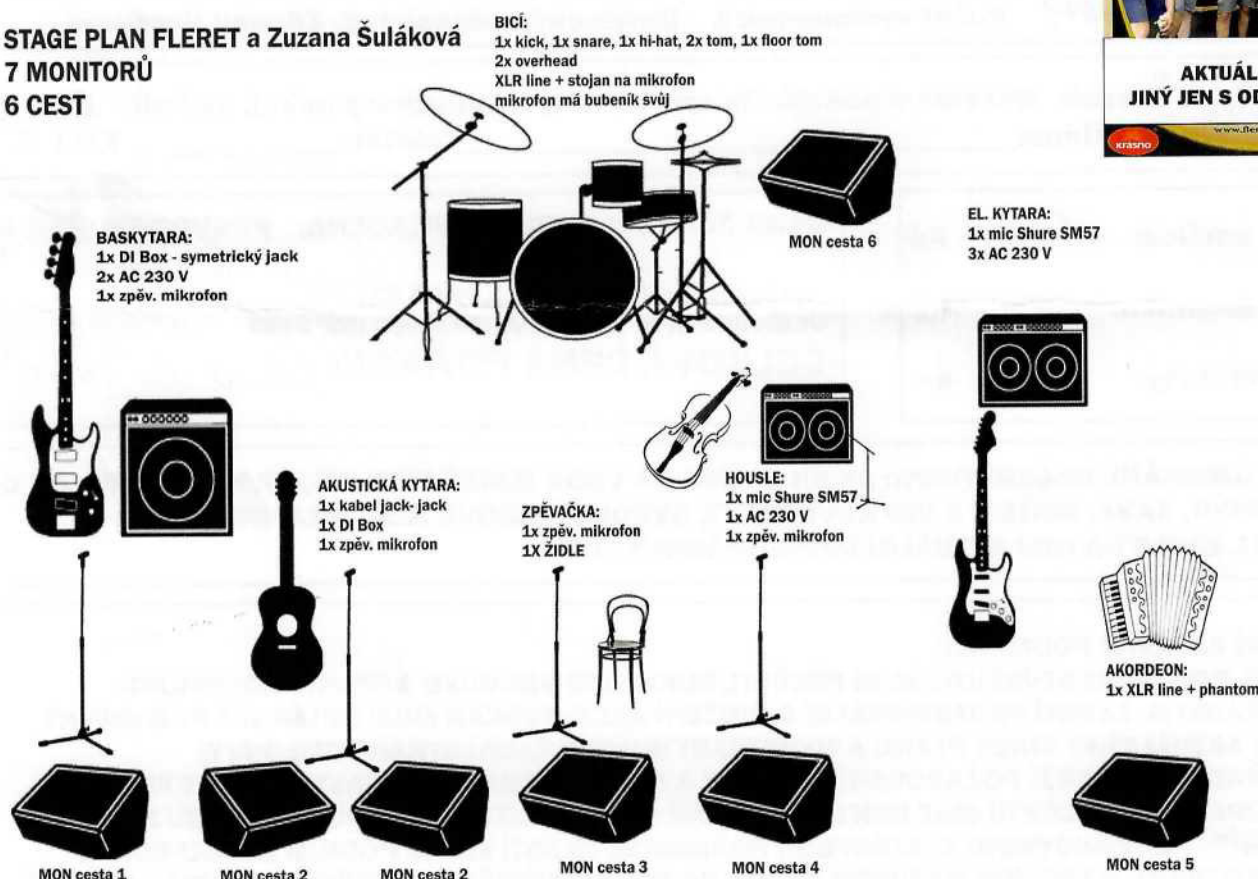 STAGE PLAN FLERET a Zuzana Šuláková
7 MONITORŮ
6 CEST
BICÍ:
1x kick, 1x snare, 1x hi-hat, 2x tom, 1x floor tom
2x overhead
XLR line + stojan na mikrofon
mikrofon má bubeník svůj
AKTUÁL
JINÝ JEN S OD
www.fler
krásno
MON cesta 6
EL. KYTARA:
1x mic Shure SM57
3x AC 230 V
BASKYTARA:
1x DI Box - symetrický jack
2x AC 230 V
1x zpěv. mikrofon
AKUSTICKÁ KYTARA:
1x kabel jack- jack
1x DI Box
1x zpěv. mikrofon
ZPĚVAČKA:
1x zpěv. mikrofon
1X ŽIDLE
HOUSLE:
1x mic Shure SM57
1x AC 230 V
1x zpěv. mikrofon
AKORDEON:
1x XLR line + phantom
MON cesta 1
MON cesta 2
MON cesta 2
MON cesta 3
MON cesta 4
MON cesta 5